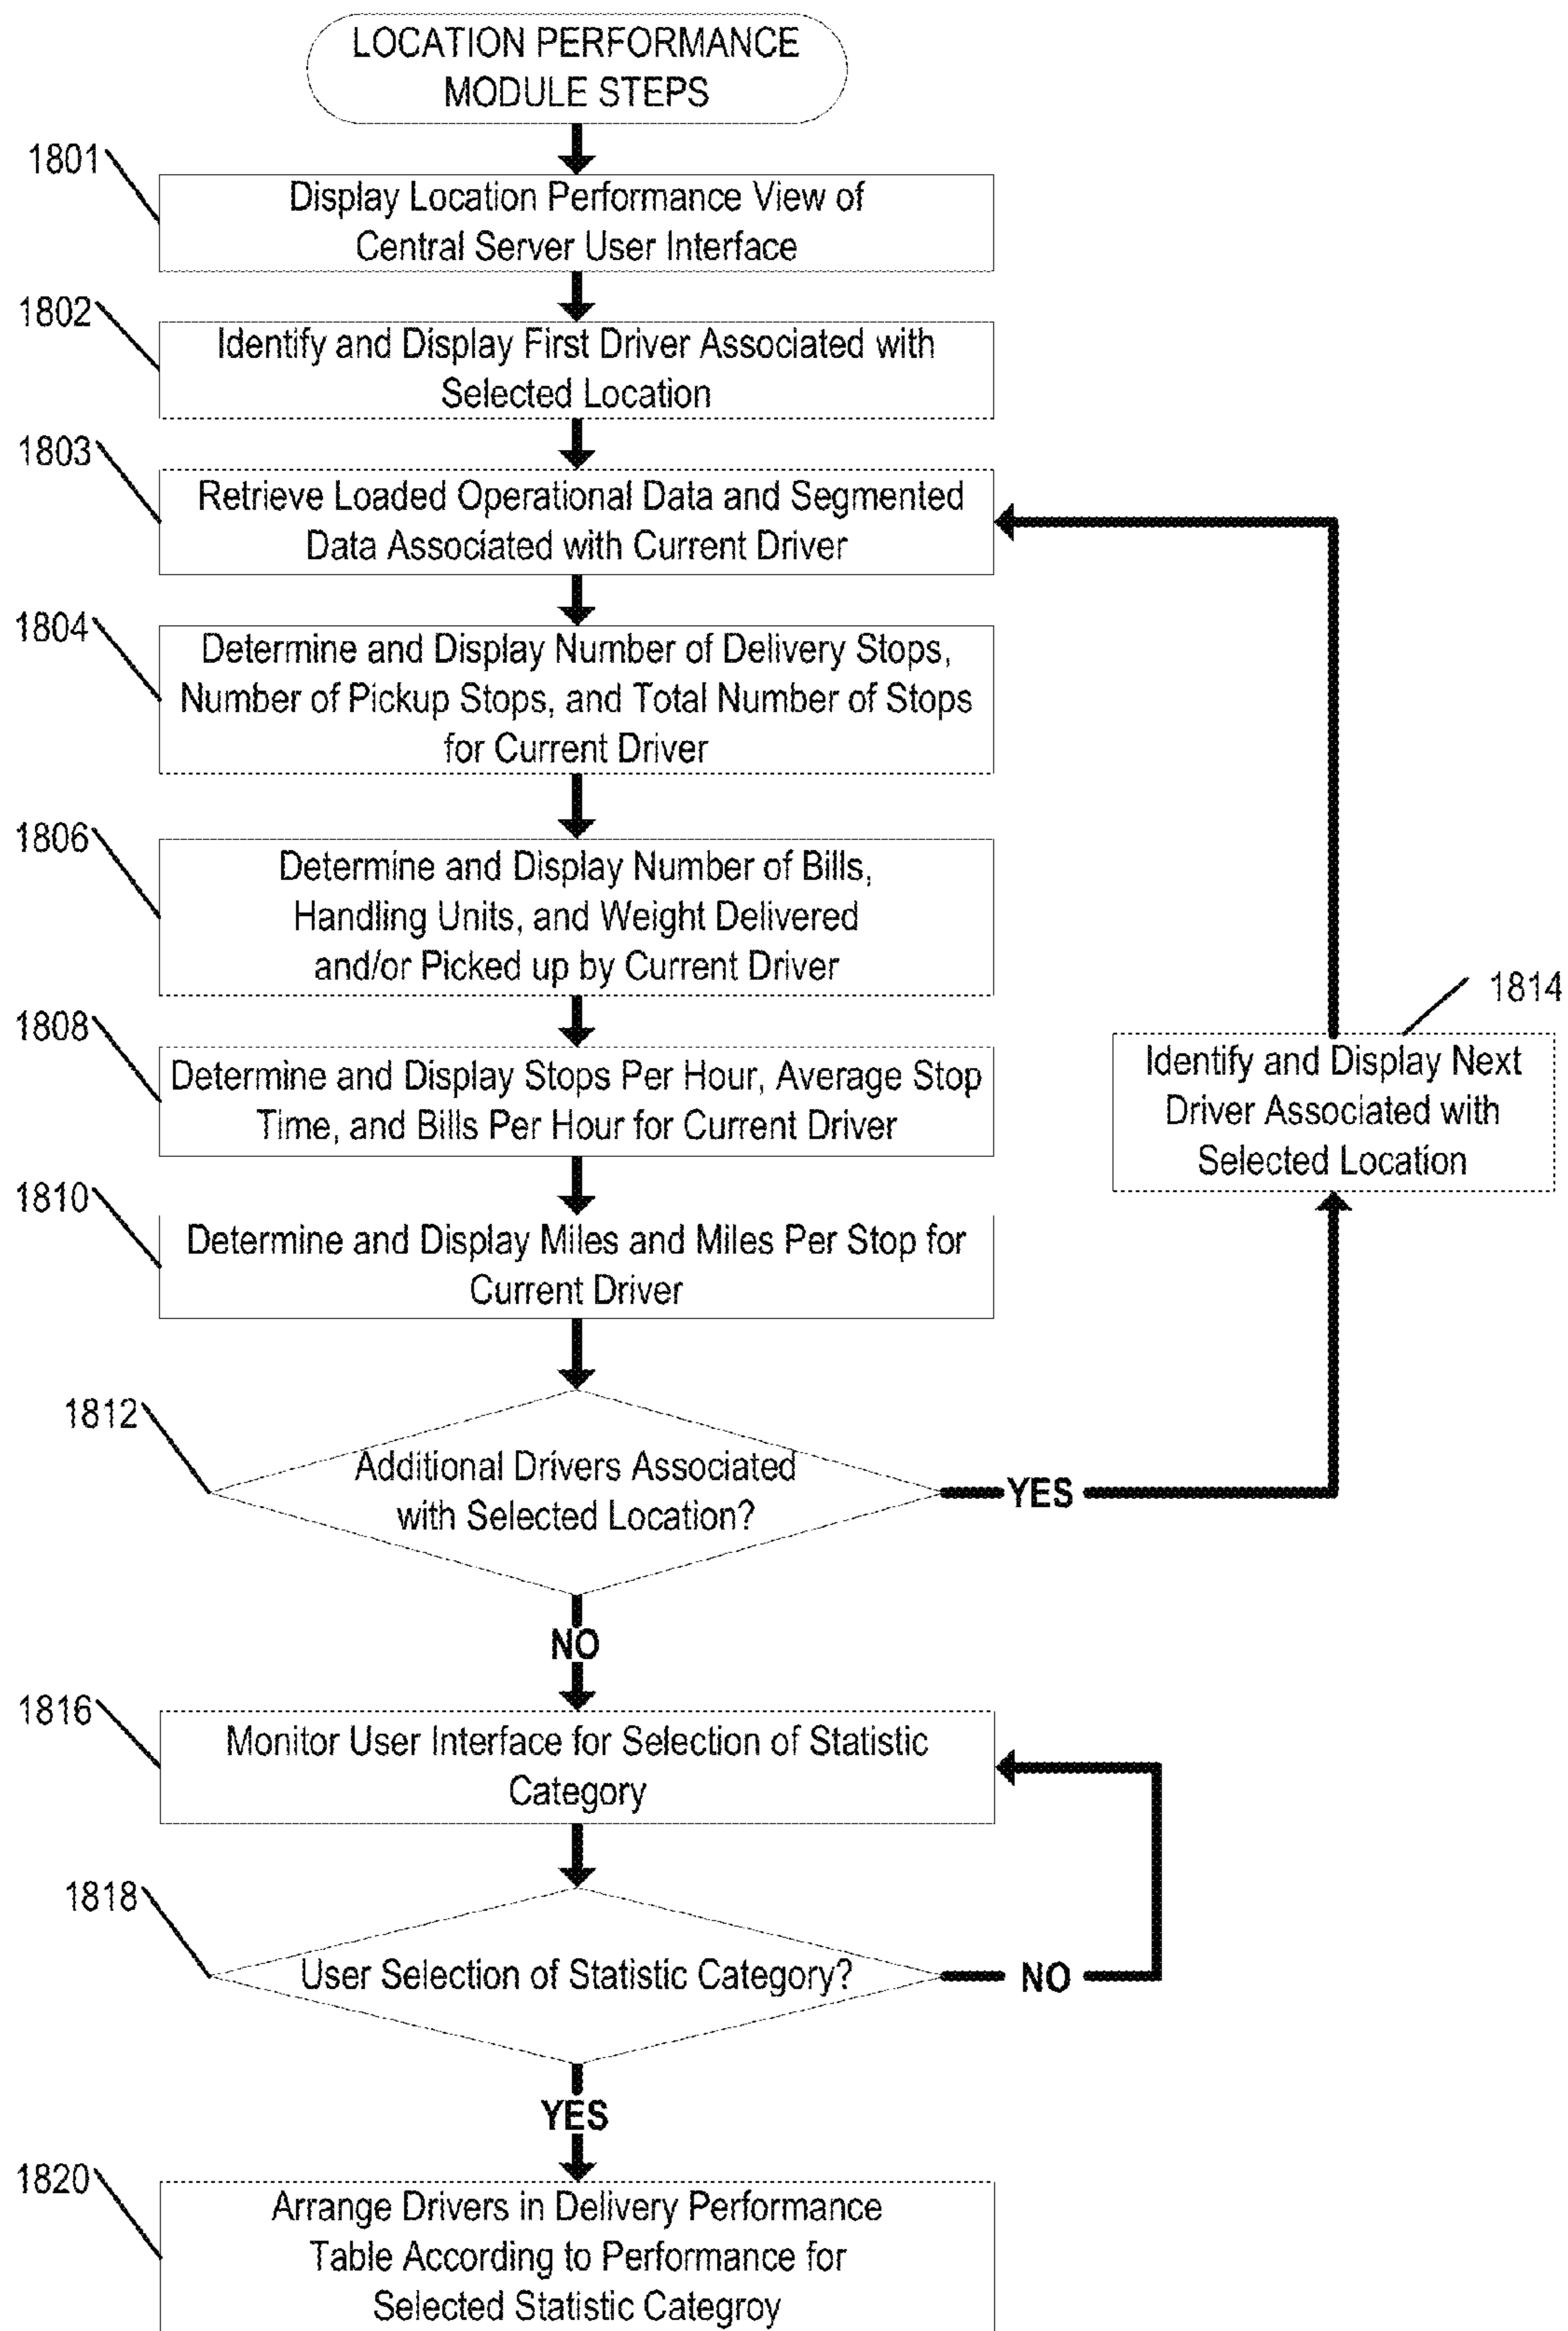 LOCATION PERFORMANCE
MODULE STEPS
1801
Display Location Performance View of
Central Server User Interface
1802
Identify and Display First Driver Associated with
Selected Location
1803
Retrieve Loaded Operational Data and Segmented
Data Associated with Current Driver
1804
Determine and Display Number of Delivery Stops,
Number of Pickup Stops, and Total Number of Stops
for Current Driver
1806
Determine and Display Number of Bills,
Handling Units, and Weight Delivered
and/or Picked up by Current Driver
1808
Determine and Display Stops Per Hour, Average Stop
Time, and Bills Per Hour for Current Driver
1810
Determine and Display Miles and Miles Per Stop for
Current Driver
1812
Additional Drivers Associated
with Selected Location?
YES
1814
Identify and Display Next
Driver Associated with
Selected Location
NO
1816
Monitor User Interface for Selection of Statistic
Category
1818
User Selection of Statistic Category?
NO
YES
1820
Arrange Drivers in Delivery Performance
Table According to Performance for
Selected Statistic Categroy